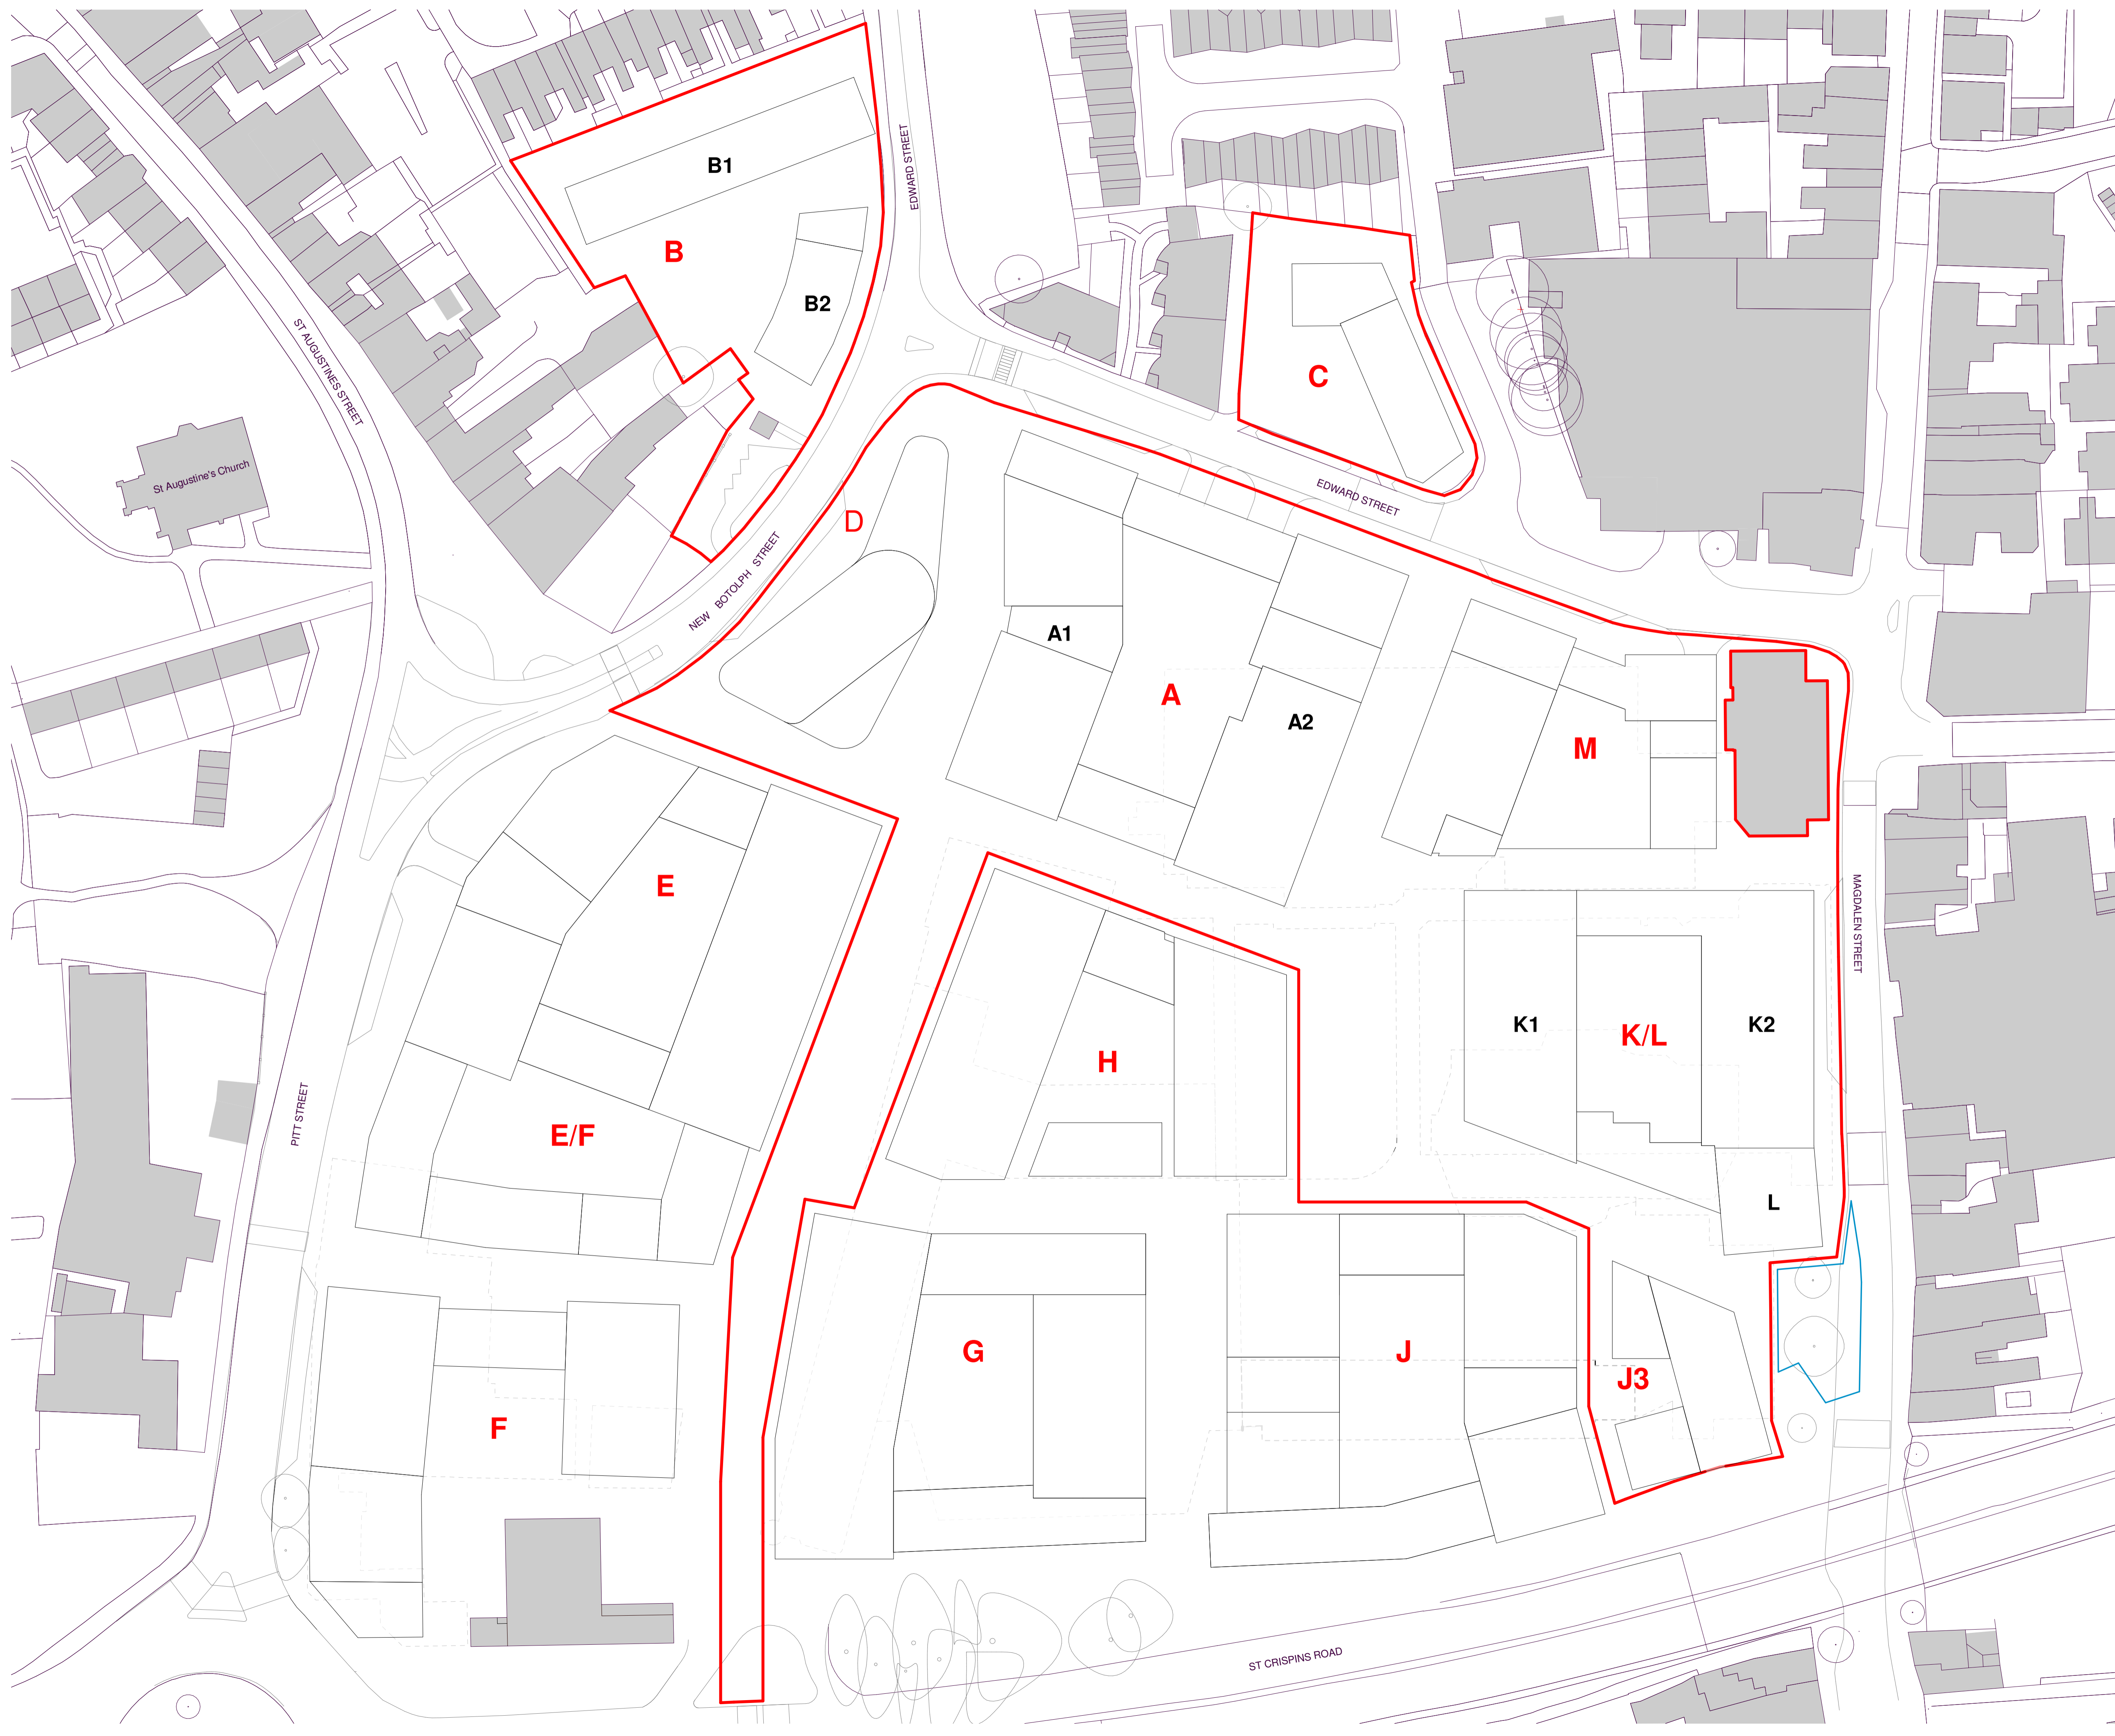 B1
EDWARD STREET
B
B2
ST AUGUSTINES STREET
C
St Augustine's Church
EDWARD STREET
D
NEW BOTOLPH STREET
A1
A
A2
M
E
MAGDALEN STREET
K1
K/L
K2
H
PITT STREET
E/F
L
G
J
J3
F
ST CRISPINS ROAD